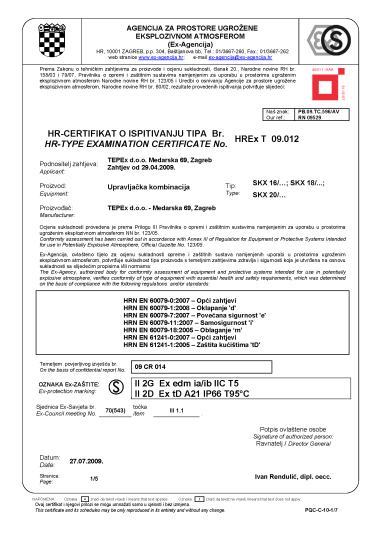 AGENCIJA ZA PROSTORE UGROŽENE
EKSPLOZIVNOM ATMOSFEROM
(Ex-Agencija)
HR, 10000 ZAGREB, p.p. 304, Baštijanova bb, Tel : 01/3667-260, Fax.: 01/3667-262
web stranice www.ex-agencija.hr; e-mail ex-agencija@ex-agencija.hr
Prema Zakonu o tehničkim zahtjevima za proizvode i ocjenu sukladnosti, članak 20., Narodne novine RH br.
158/03 i 79/07, Pravilniku o opremi i zaštitnim sustavima namijenjenim za uporabu u prostorima ugroženim
eksplozivnom atmosferom, Narodne novine RH br. 123/05 i Uredbi o osnivanju Agencije za prostore ugrožene
eksplozivnom atmosferom, Narodne novine RH br. 80/02, rezultate provedenih ispitivanja potvrđuje slijedeći:
Naš znak: PB.09.TC.596/AV
Our ref.: RN 09529
HR-CERTIFIKAT O ISPITIVANJU TIPA Br.
HR-TYPE EXAMINATION CERTIFICATE No. HREx T 09.012
Podnositelj zahtjeva: TEPEx d.o.o. Medarska 69, Zagreb
Applicant: Zahtjev od 29.04.2009.
Proizvod: Upravljačka kombinacija Tip: SKX 16/…; SKX 18/…;
Equipment: Type: SKX 20/…
Proizvođač: TEPEx d.o.o. - Medarska 69, Zagreb
Manufacturer:
Ocjena sukladnosti provedena je prema Prilogu III Pravilnika o opremi i zaštitnim sustavima namijenjenim za uporabu u prostorima
ugroženim eksplozivnom atmosferom NN br. 123/05.
Conformity assessment has been carried out in accordance with Annex III of Regulation for Equipment or Protective Systems Intended
for use in Potentially Explosive Atmosphere, Official Gazette No. 123/05.
Ex-Agencija, ovlašteno tijelo za ocjenu sukladnosti opreme i zaštitnih sustava namijenjenih uporabi u prostorima ugroženim
eksplozivnom atmosferom, potvrđuje sukladnost tipa proizvoda s temeljnim zahtjevima zdravlja i sigurnosti koja je utvrđena na osnovi
sukladnosti sa slijedećim propisima i/ili normama:
The Ex-Agency, authorized body for conformity assessment of equipment and protective systems intended for use in potentially
explosive atmosphere, verifies conformity of type of equipment with essential health and safety requirements, which was determined
on the basis of compliance with the following regulations and/or standards:
HRN EN 60079-0:2007 – Opći zahtjevi
HRN EN 60079-1:2008 – Oklapanje 'd'
HRN EN 60079-7:2007 – Povećana sigurnost 'e'
HRN EN 60079-11:2007 – Samosigurnost 'i'
HRN EN 60079-18:2005 – Oblaganje 'm'
HRN EN 61241-0:2007 – Opći zahtjevi
HRN EN 61241-1:2005 – Zaštita kućištima 'tD'
Temeljem povjerljivog izvješća br.
On the basis of confidential report No. 09 CR 014
OZNAKA Ex-ZAŠTITE: II 2G Ex edm ia/ib IIC T5
Ex-protection marking: II 2D Ex tD A21 IP66 T95°C
Sjednica Ex-Savjeta br. 70(543) točka III 1.1
Ex-Council meeting No. item
Potpis ovlaštene osobe
Signature of authorized person:
Ravnatelj / Director General
Datum: 27.07.2009.
Date:
Stranica: 1/5 Ivan Rendulić, dipl. oecc.
Page:
Ovaj certifikat i njegovi prilozi se mogu umnažati samo u cjelosti i bez izmjena.
This certificate and its schedules may be only reproduced in its entirety and without any change. PQC-C-10-1/7